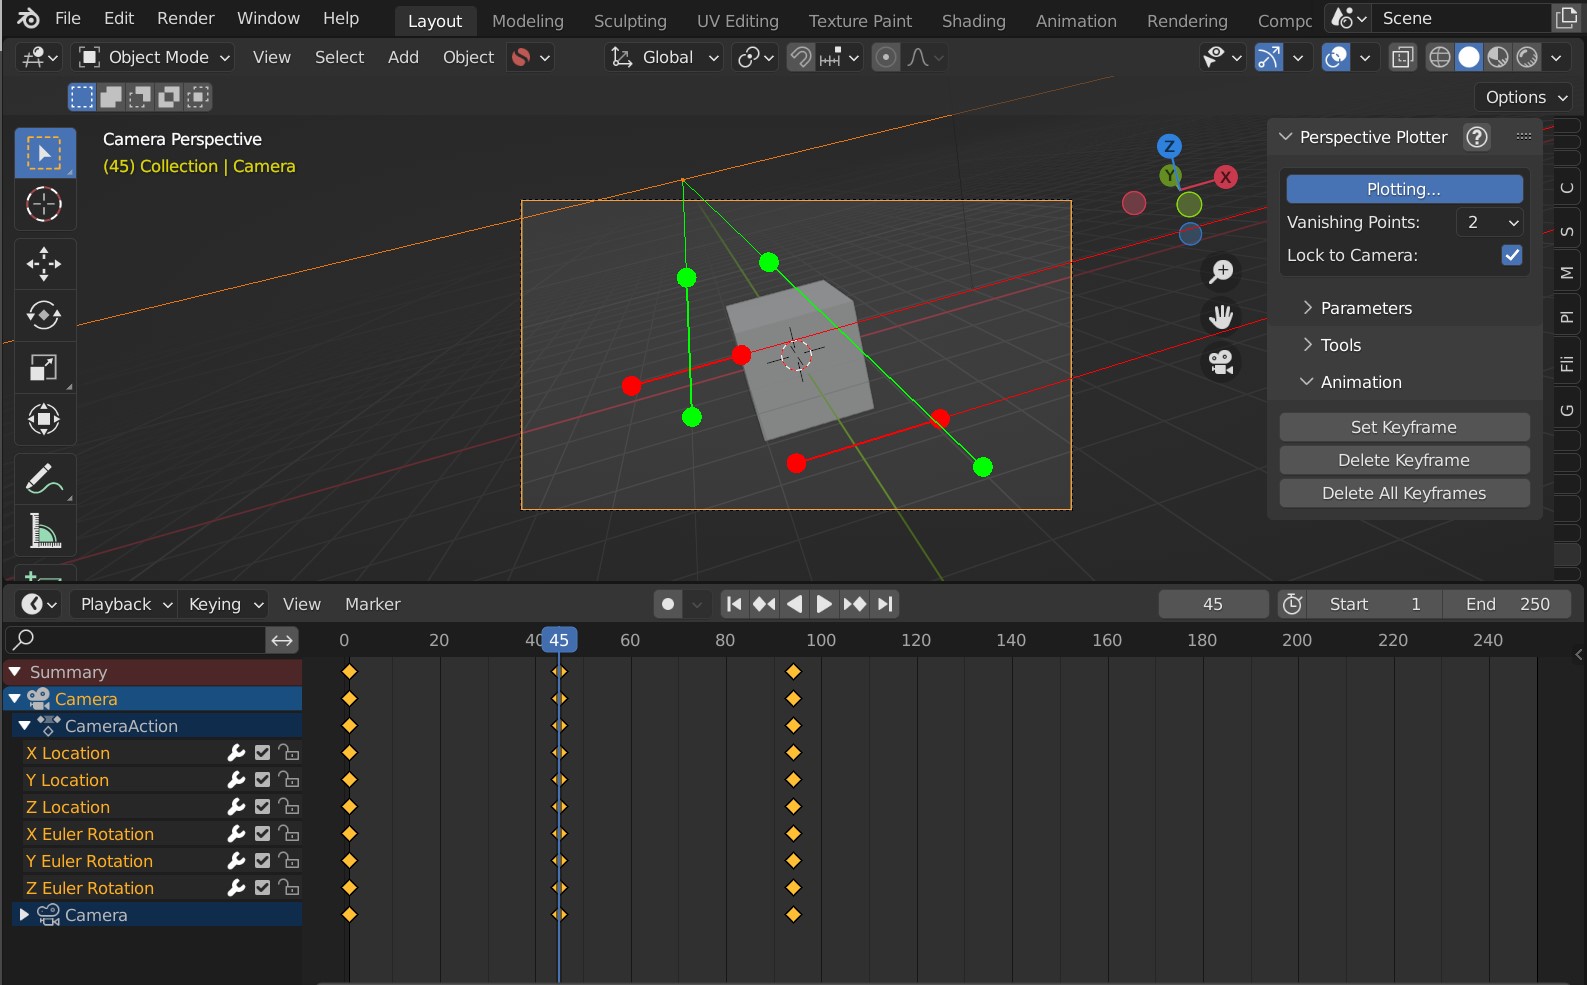 File Edit Render Window Help Layout Modeling Sculpting UV Editing Texture Paint Shading Animation Rendering Compc Scene
Object Mode View Select Add Object Global
Options
Camera Perspective
(45) Collection | Camera
Z
Y
X
Perspective Plotter ?
Plotting...
Vanishing Points: 2
Lock to Camera:
Parameters
Tools
Animation
Set Keyframe
Delete Keyframe
Delete All Keyframes
C
S
M
Pl
Fli
G
Playback Keying View Marker 45 Start 1 End 250
0 20 40 45 60 80 100 120 140 160 180 200 220 240
Summary
Camera
CameraAction
X Location
Y Location
Z Location
X Euler Rotation
Y Euler Rotation
Z Euler Rotation
Camera